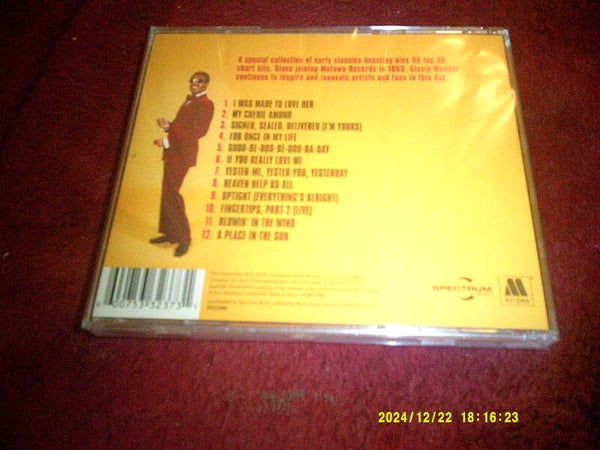 A special collection of early classics boasting nine UK top 20
chart hits. Since joining Motown Records in 1963, Stevie Wonder
continues to inspire and innovate artists and fans to this day.
1. I WAS MADE TO LOVE HER
2. MY CHERIE AMOUR
3. SIGNED, SEALED, DELIVERED (I'M YOURS)
4. FOR ONCE IN MY LIFE
5. SHOO-BE-DOO-BE-DOO-DA-DAY
6. IF YOU REALLY LOVE ME
7. YESTER-ME, YESTER-YOU, YESTERDAY
8. HEAVEN HELP US ALL
9. UPTIGHT (EVERYTHING'S ALRIGHT)
10. FINGERTIPS, PART 2 (LIVE)
11. BLOWIN' IN THE WIND
12. A PLACE IN THE SUN
SPECTRUM
M
MOTOWN
00753 32373
2024/12/22 18:16:23